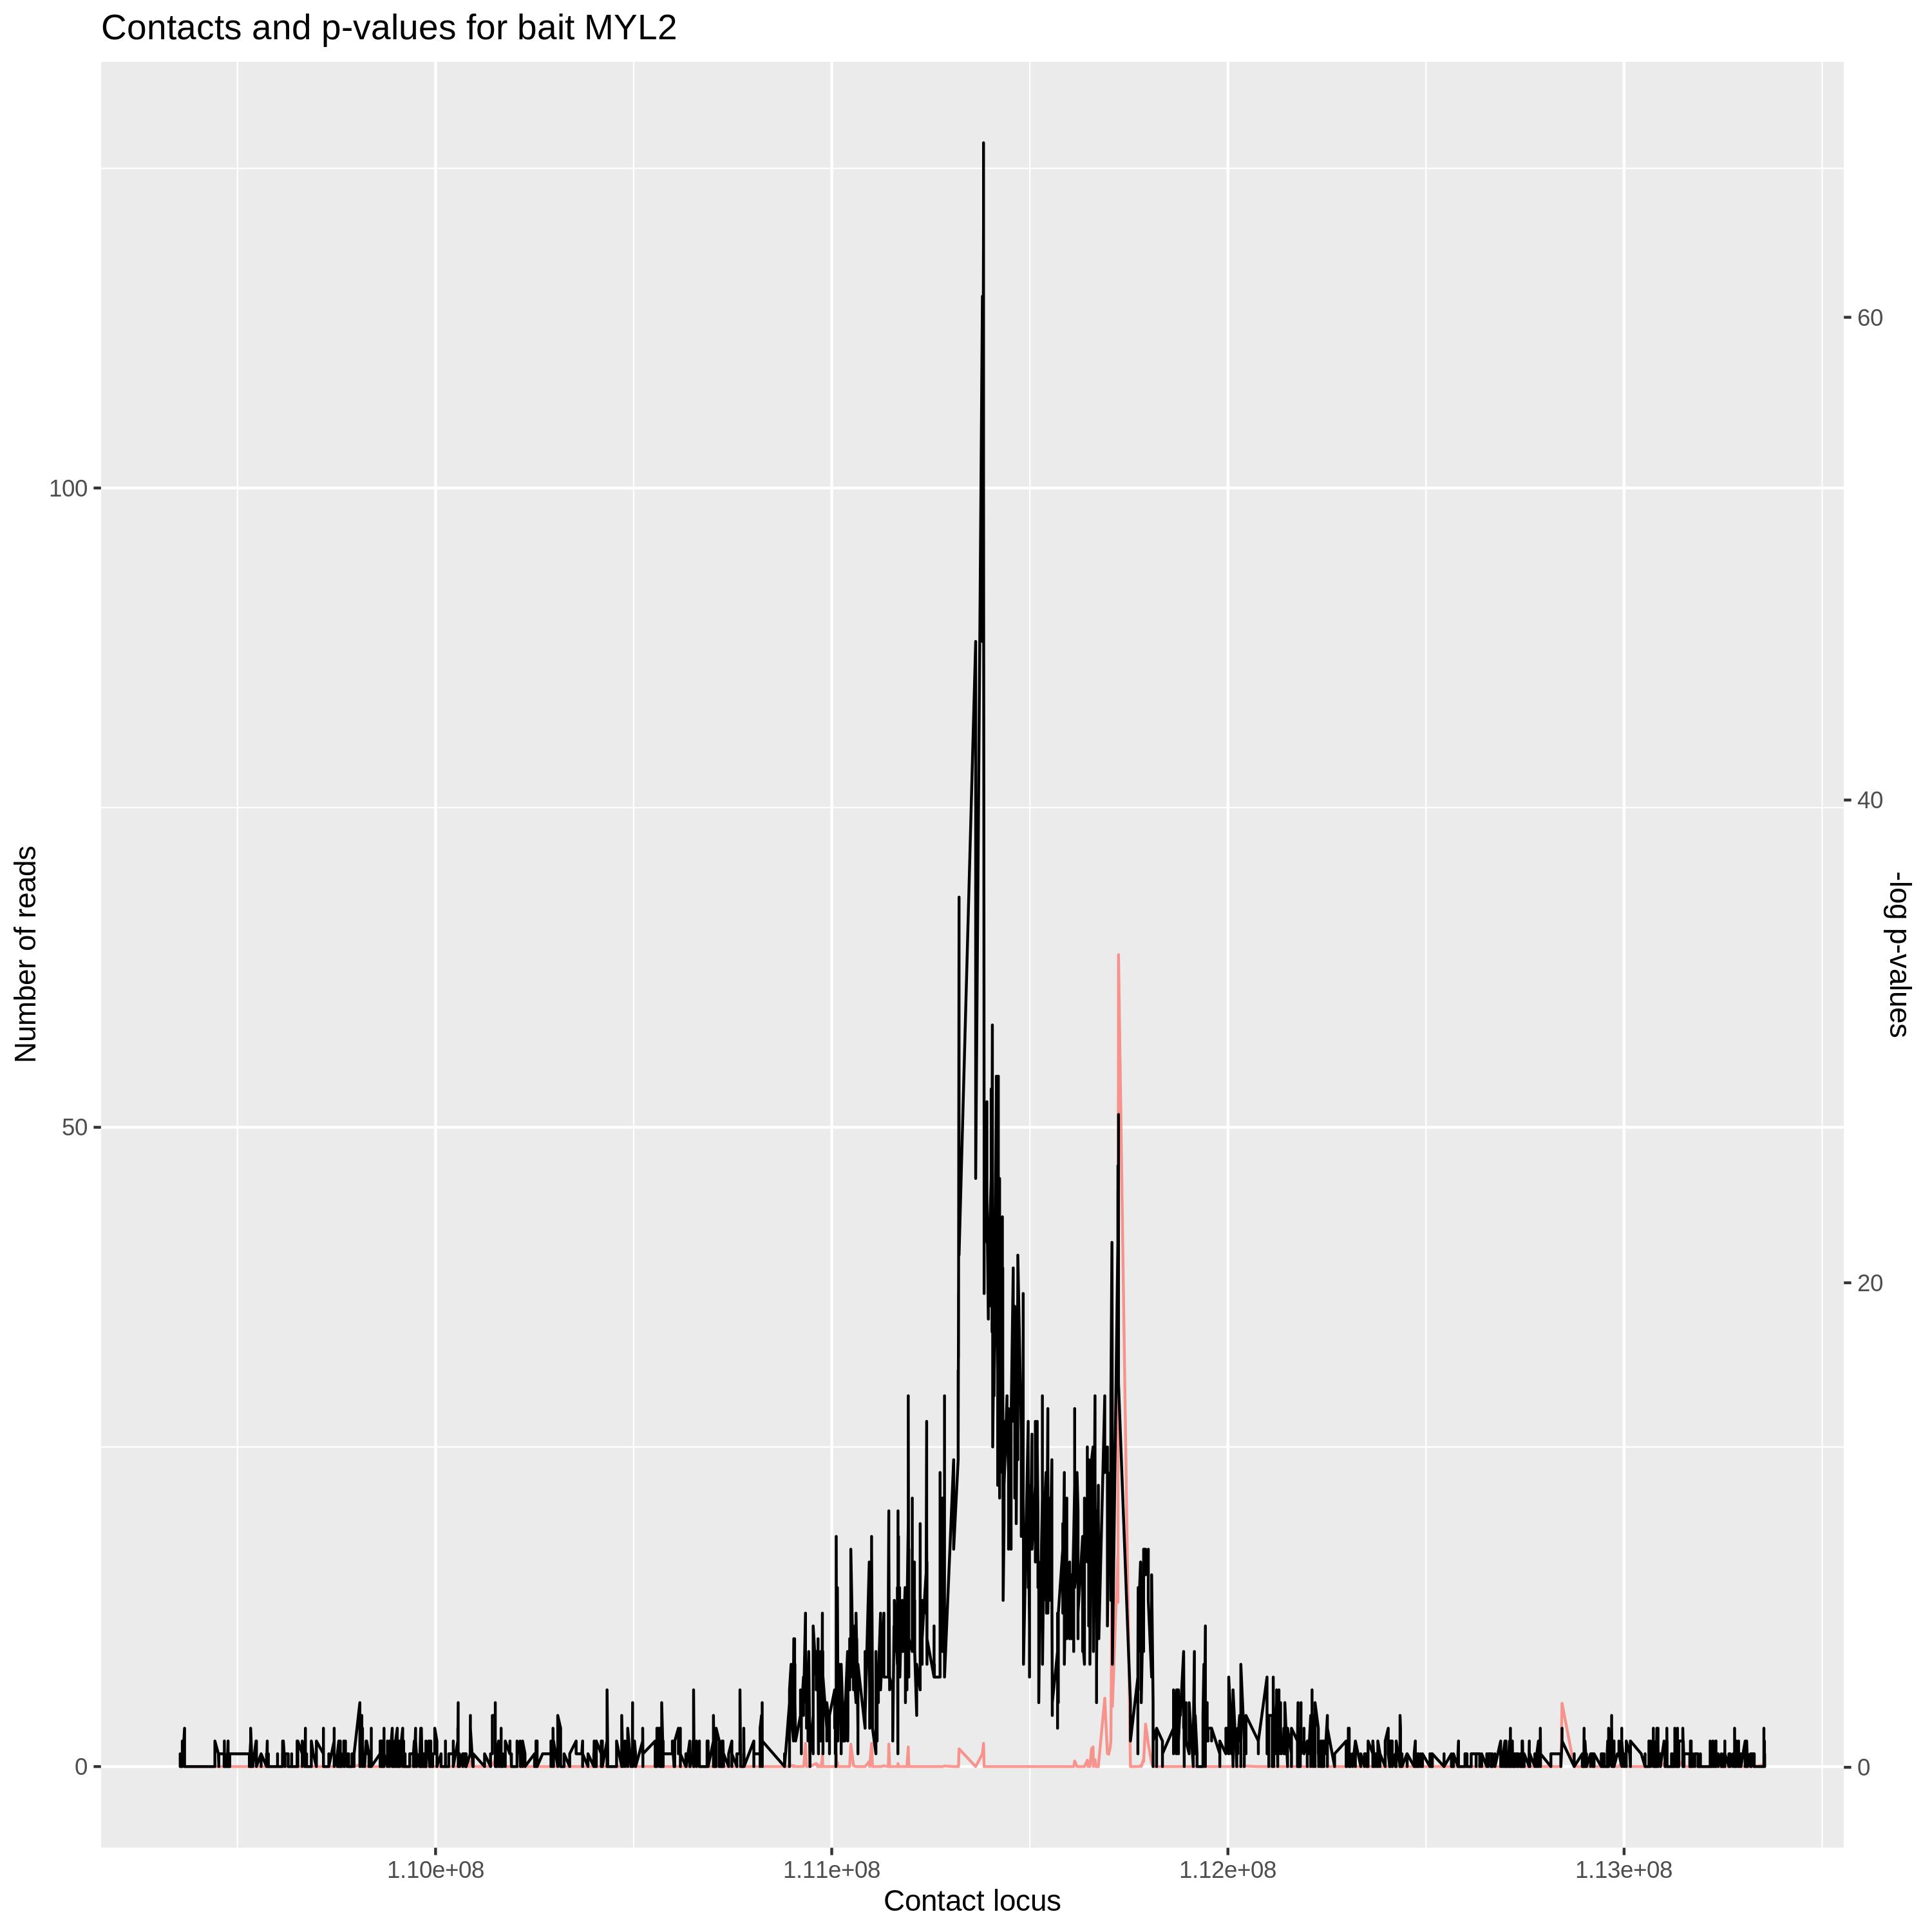 Contacts and p-values for bait MYL2
Number of reads
100
50
0
60
40
20
0
-log p-values
1.10e+08
1.11e+08
1.12e+08
1.13e+08
Contact locus